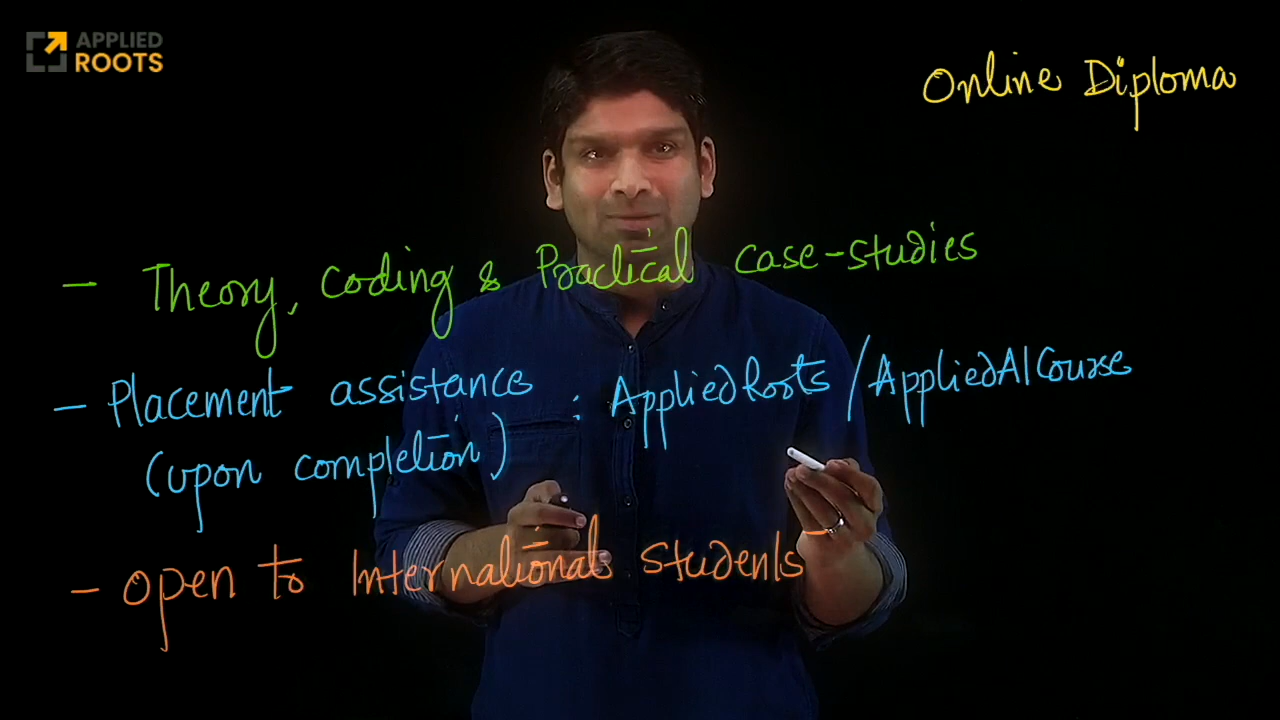 APPLIED
ROOTS
Online Diploma
- Theory, Coding & Practical case-studies
- Placement assistance : AppliedRoots / AppliedAICourse
(upon completion)
- Open to International students